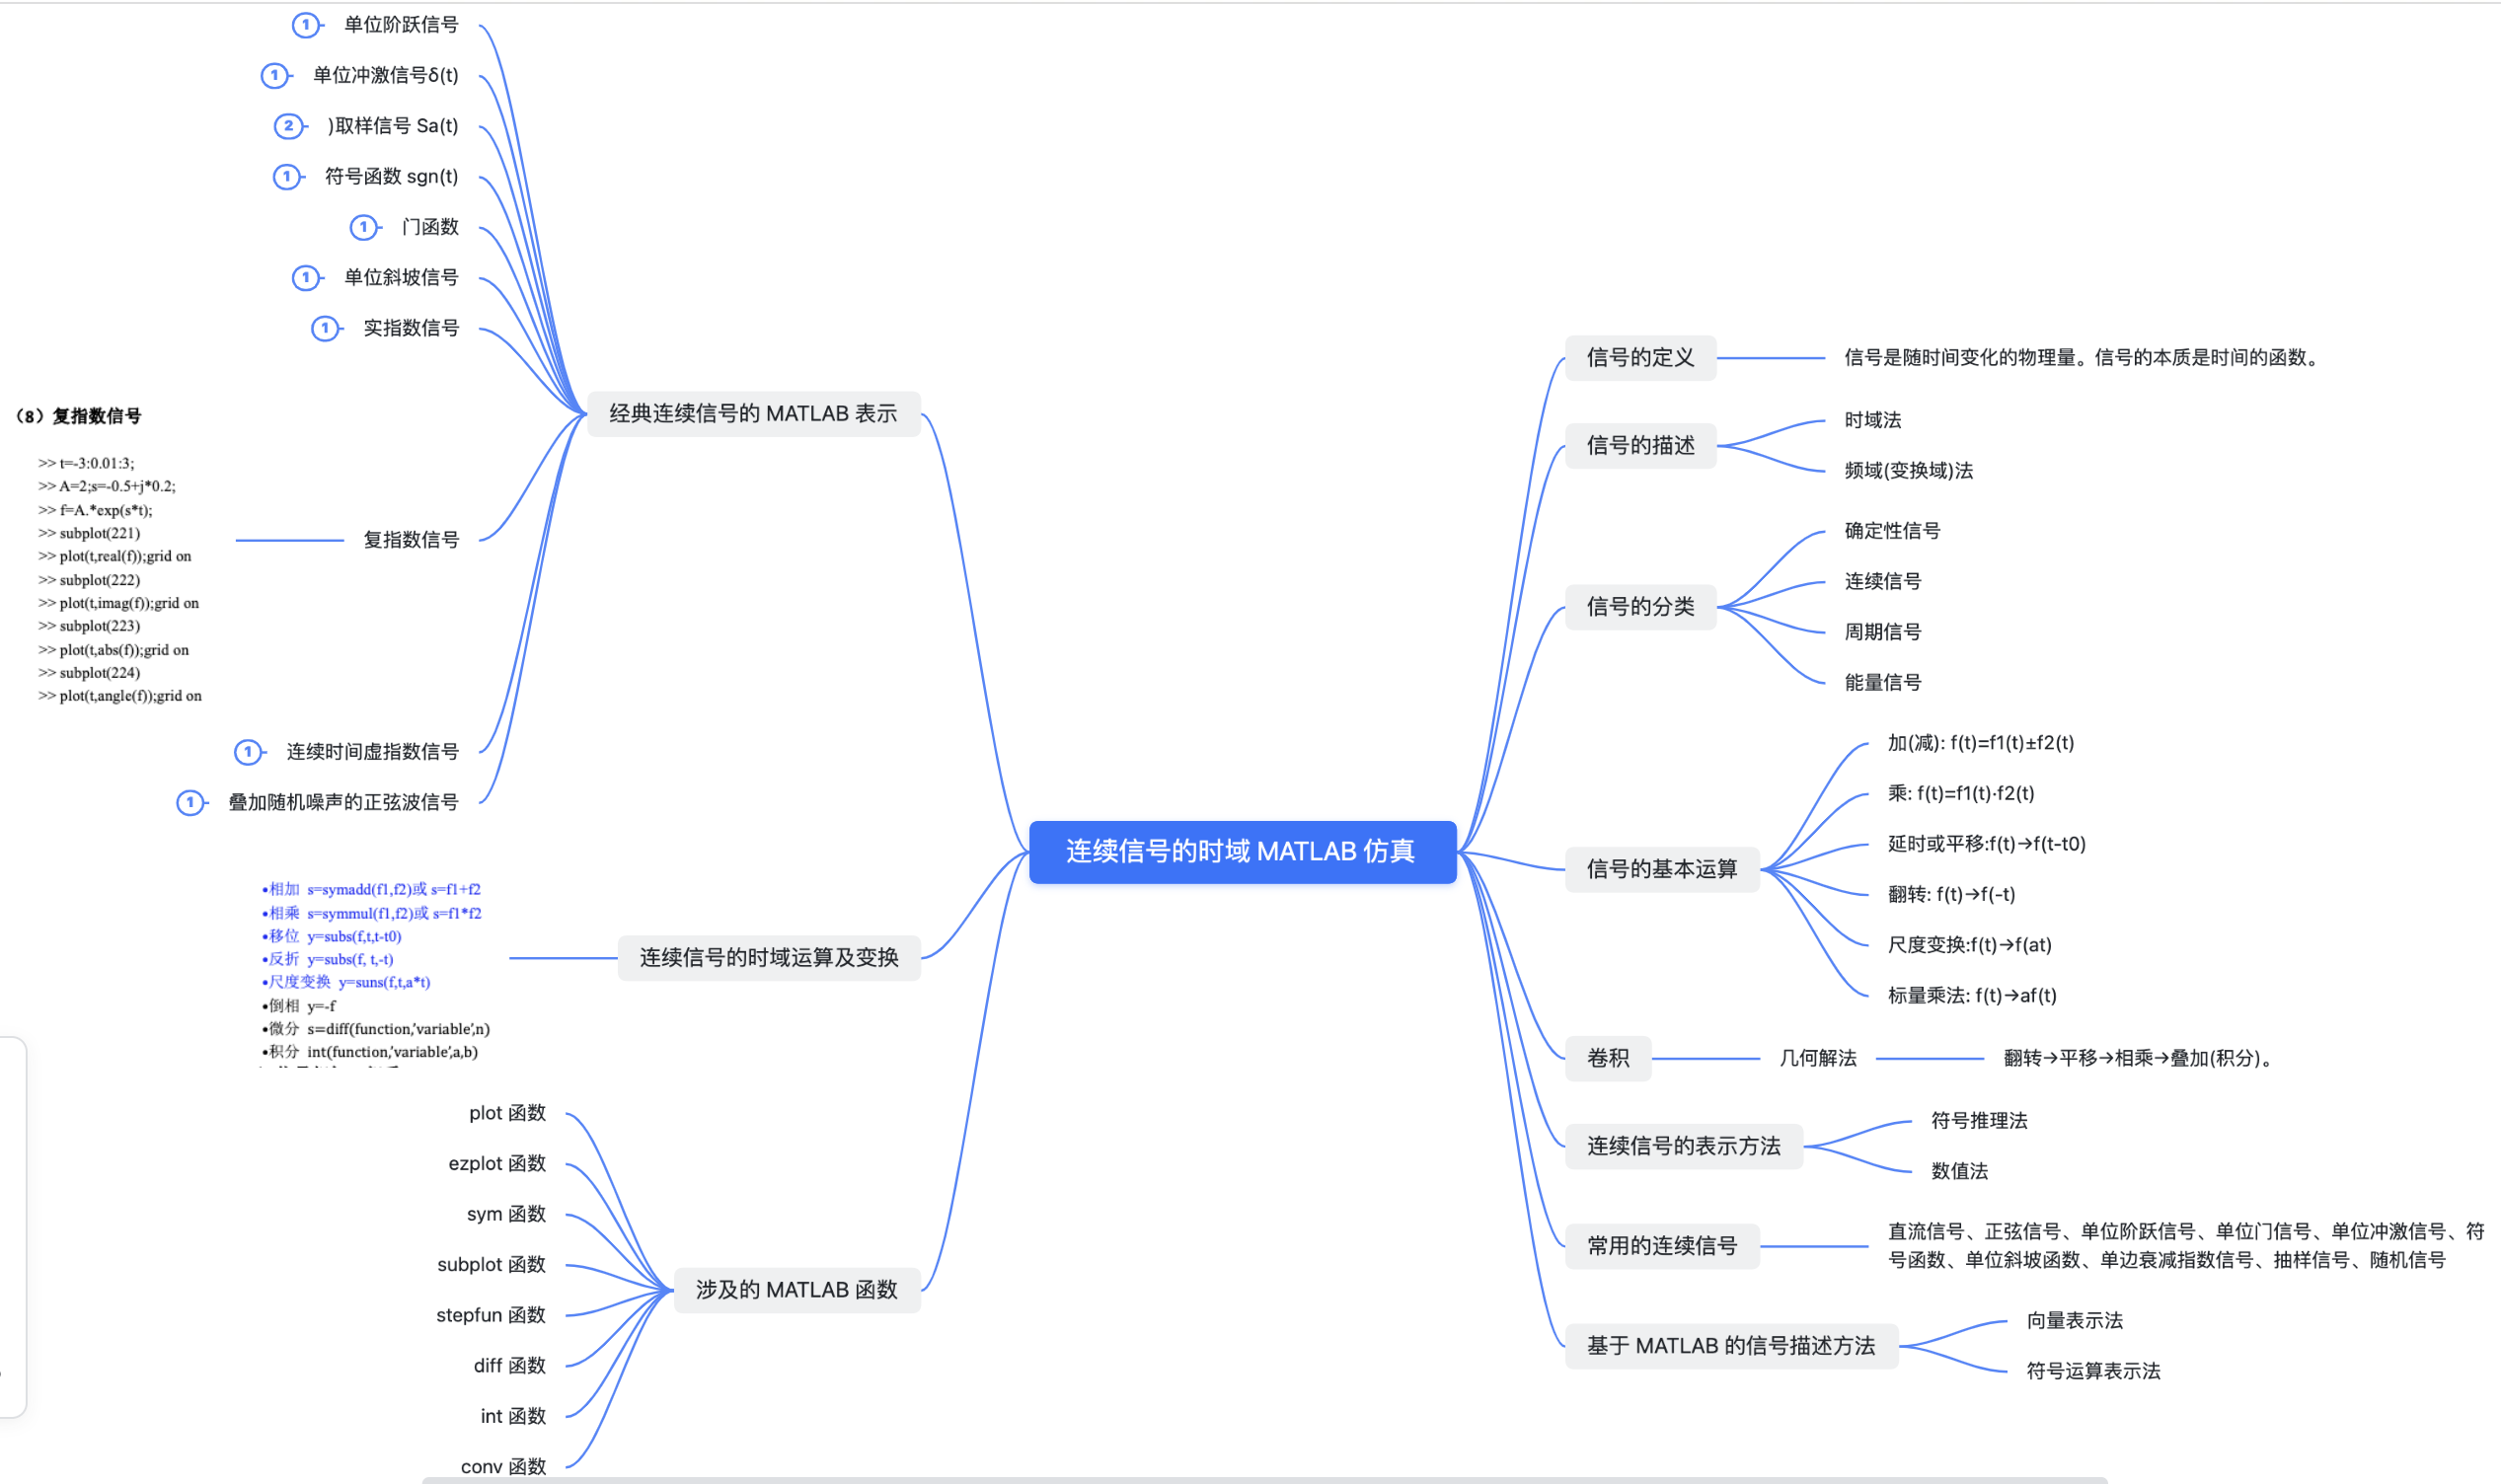 单位阶跃信号
1
单位冲激信号δ(t)
1
)取样信号 Sa(t)
2
符号函数 sgn(t)
1
门函数
1
单位斜坡信号
1
实指数信号
1
经典连续信号的 MATLAB 表示
(8）复指数信号
>> t=-3:0.01:3;
>> A=2;s=-0.5+j*0.2;
>> f=A.*exp(s*t);
>> subplot(221)
>> plot(t,real(f));grid on
>> subplot(222)
>> plot(t,imag(f));grid on
>> subplot(223)
>> plot(t,abs(f));grid on
>> subplot(224)
>> plot(t,angle(f));grid on
复指数信号
连续时间虚指数信号
1
叠加随机噪声的正弦波信号
1
•相加 s=symadd(f1,f2)或 s=f1+f2
•相乘 s=symmul(f1,f2)或 s=f1*f2
•移位 y=subs(f,t,t-t0)
•反折 y=subs(f, t,-t)
•尺度变换 y=suns(f,t,a*t)
•倒相 y=-f
•微分 s=diff(function,'variable',n)
•积分 int(function,'variable',a,b)
连续信号的时域运算及变换
plot 函数
ezplot 函数
sym 函数
subplot 函数
stepfun 函数
diff 函数
int 函数
conv 函数
涉及的 MATLAB 函数
连续信号的时域 MATLAB 仿真
信号的定义
信号是随时间变化的物理量。信号的本质是时间的函数。
信号的描述
时域法
频域(变换域)法
信号的分类
确定性信号
连续信号
周期信号
能量信号
信号的基本运算
加(减): f(t)=f1(t)±f2(t)
乘: f(t)=f1(t)·f2(t)
延时或平移:f(t)→f(t-t0)
翻转: f(t)→f(-t)
尺度变换:f(t)→f(at)
标量乘法: f(t)→af(t)
卷积
几何解法
翻转→平移→相乘→叠加(积分)。
连续信号的表示方法
符号推理法
数值法
常用的连续信号
直流信号、正弦信号、单位阶跃信号、单位门信号、单位冲激信号、符
号函数、单位斜坡函数、单边衰减指数信号、抽样信号、随机信号
基于 MATLAB 的信号描述方法
向量表示法
符号运算表示法